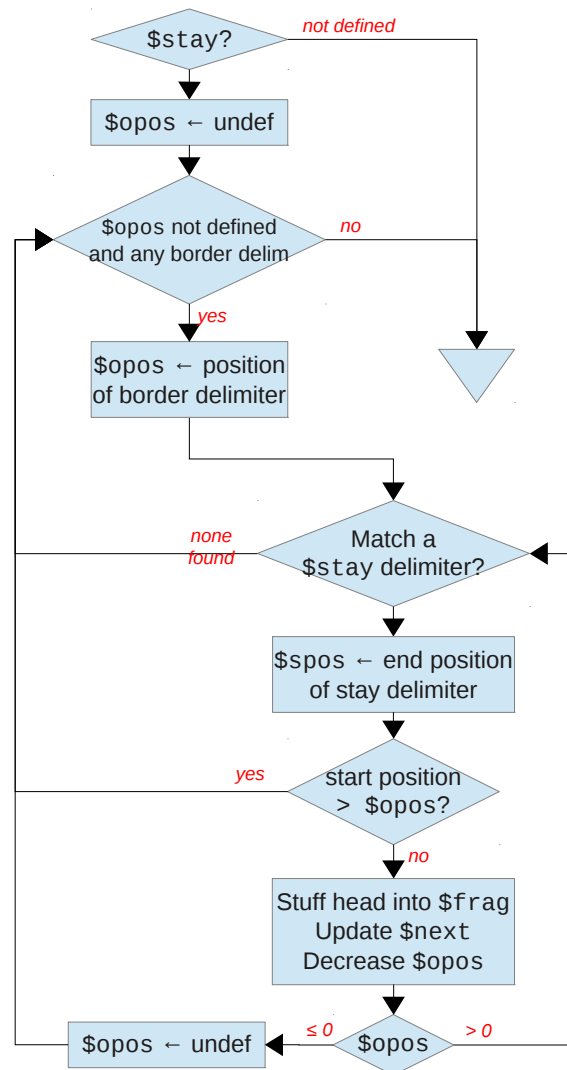 $stay?
not defined
$opos ← undef
$opos not defined
and any border delim
no
yes
$opos ← position
of border delimiter
none
found
Match a
$stay delimiter?
$spos ← end position
of stay delimiter
yes
start position
> $opos?
no
Stuff head into $frag
Update $next
Decrease $opos
$opos ← undef
≤ 0
$opos
> 0